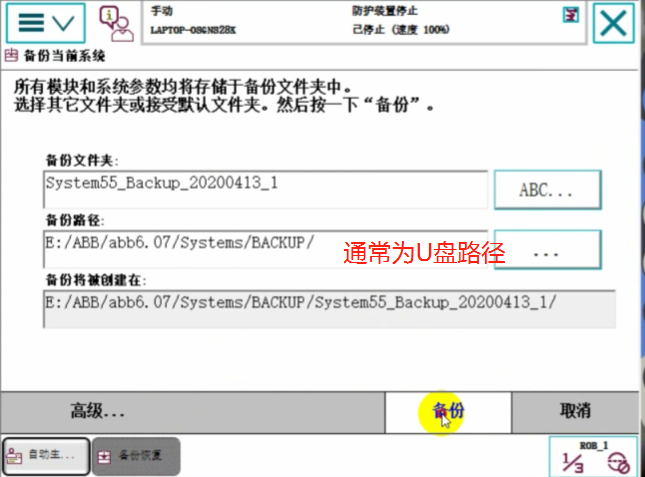 手动
防护装置停止
LAPTOP-OS6NS28K
已停止 (速度 100%)
备份当前系统
所有模块和系统参数均将存储于备份文件夹中。
选择其它文件夹或接受默认文件夹。然后按一下“备份”。
备份文件夹:
System55_Backup_20200413_1
ABC...
备份路径:
E:/ABB/abb6.07/Systems/BACKUP/
通常为U盘路径
...
备份将被创建在:
E:/ABB/abb6.07/Systems/BACKUP/System55_Backup_20200413_1/
高级...
备份
取消
自动生...
备份恢复
ROB_1
1/3